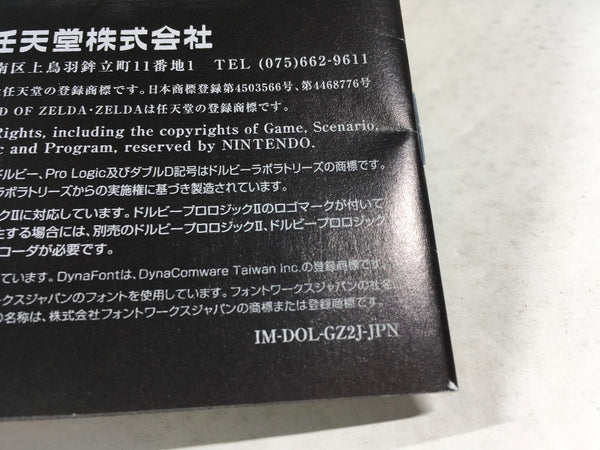 任天堂株式会社
南区上鳥羽鉾立町11番地1 TEL (075)662-9611
は任天堂の登録商標です。日本商標登録第4503566号、第4468776号
D OF ZELDA・ZELDAは任天堂の登録商標です。
Rights, including the copyrights of Game, Scenario,
c and Program, reserved by NINTENDO.
ドルビー、Pro Logic及びダブルD記号はドルビーラボラトリーズの商標です。
ラボラトリーズからの実施権に基づき製造されています。
ックⅡに対応しています。ドルビープロロジックⅡのロゴマークが付いて
生する場合には、別売のドルビープロロジックⅡ、ドルビープロロジック
コーダが必要です。
ています。DynaFontは、DynaComware Taiwan Inc.の登録商標です。
ワークスジャパンのフォントを使用しています。フォントワークスジャパンの社名、
の名称は、株式会社フォントワークスジャパンの商標または登録商標です。
IM-DOL-GZ2J-JPN